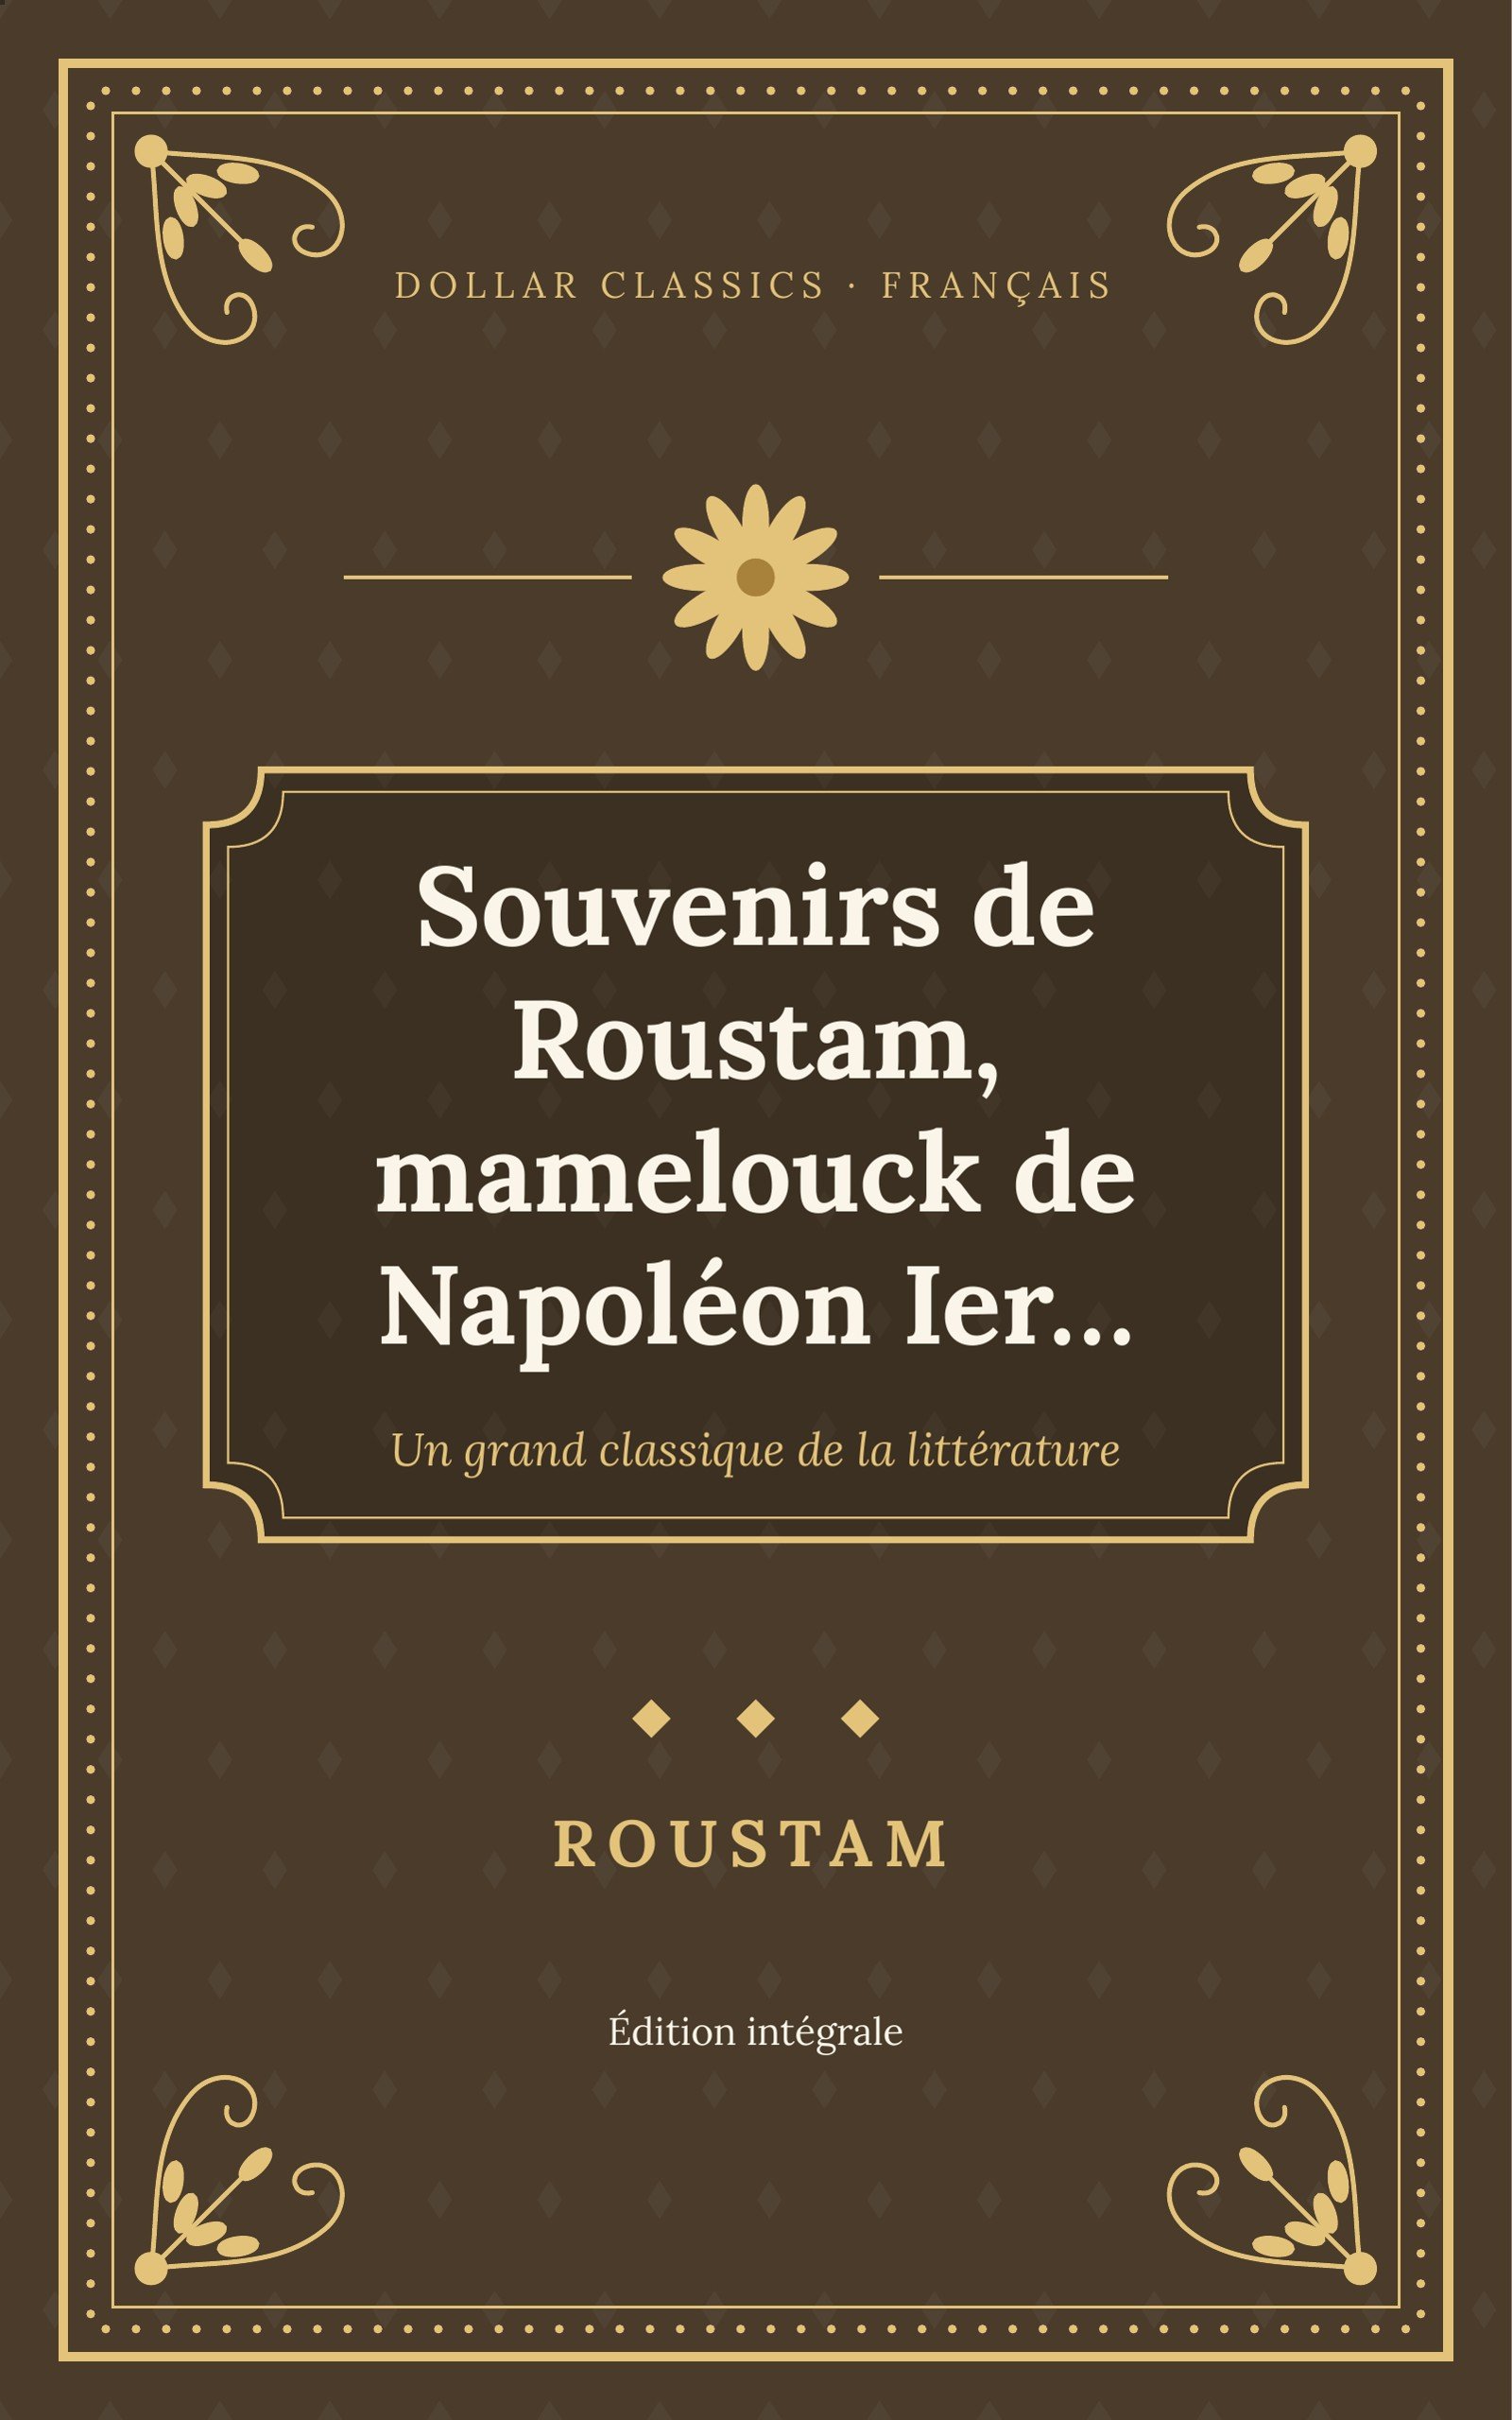 DOLLAR CLASSICS · FRANÇAIS
Souvenirs de
Roustam,
mamelouck de
Napoléon Ier...
Un grand classique de la littérature
ROUSTAM
Édition intégrale